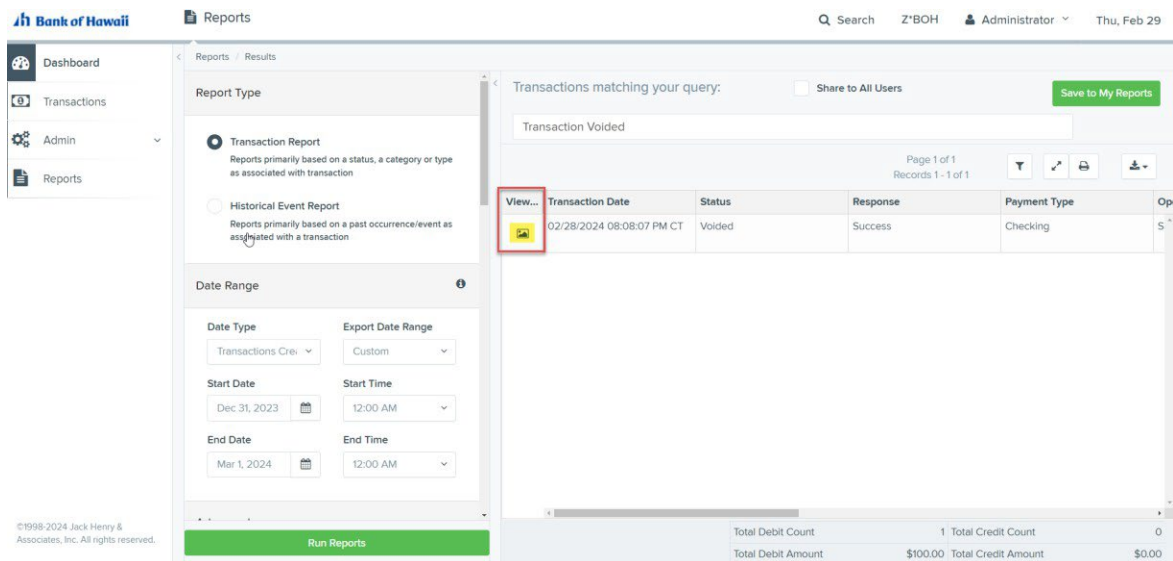 Bank of Hawaii
Reports
Search Z*BOH Administrator Thu, Feb 29
Dashboard
Transactions
Admin
Reports
©1998-2024 Jack Henry &
Associates, Inc. All rights reserved.
Reports / Results
Report Type
Transaction Report
Reports primarily based on a status, a category or type
as associated with transaction
Historical Event Report
Reports primarily based on a past occurrence/event as
associated with a transaction
Date Range
Date Type Export Date Range
Transactions Cre Custom
Start Date Start Time
Dec 31, 2023 12:00 AM
End Date End Time
Mar 1, 2024 12:00 AM
Run Reports
Transactions matching your query: Share to All Users Save to My Reports
Transaction Voided
Page 1 of 1
Records 1 - 1 of 1
View... Transaction Date Status Response Payment Type Op
02/28/2024 08:08:07 PM CT Voided Success Checking S
Total Debit Count 1 Total Credit Count 0
Total Debit Amount $100.00 Total Credit Amount $0.00